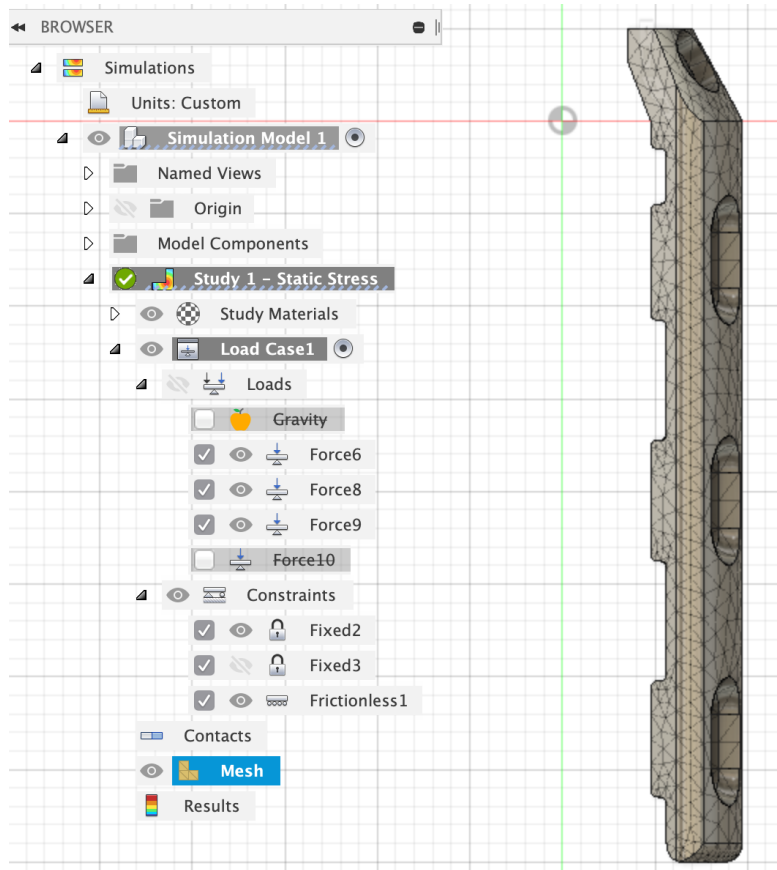 BROWSER
Simulations
Units: Custom
Simulation Model 1
Named Views
Origin
Model Components
Study 1 – Static Stress
Study Materials
Load Case1
Loads
Gravity
Force6
Force8
Force9
Force10
Constraints
Fixed2
Fixed3
Frictionless1
Contacts
Mesh
Results